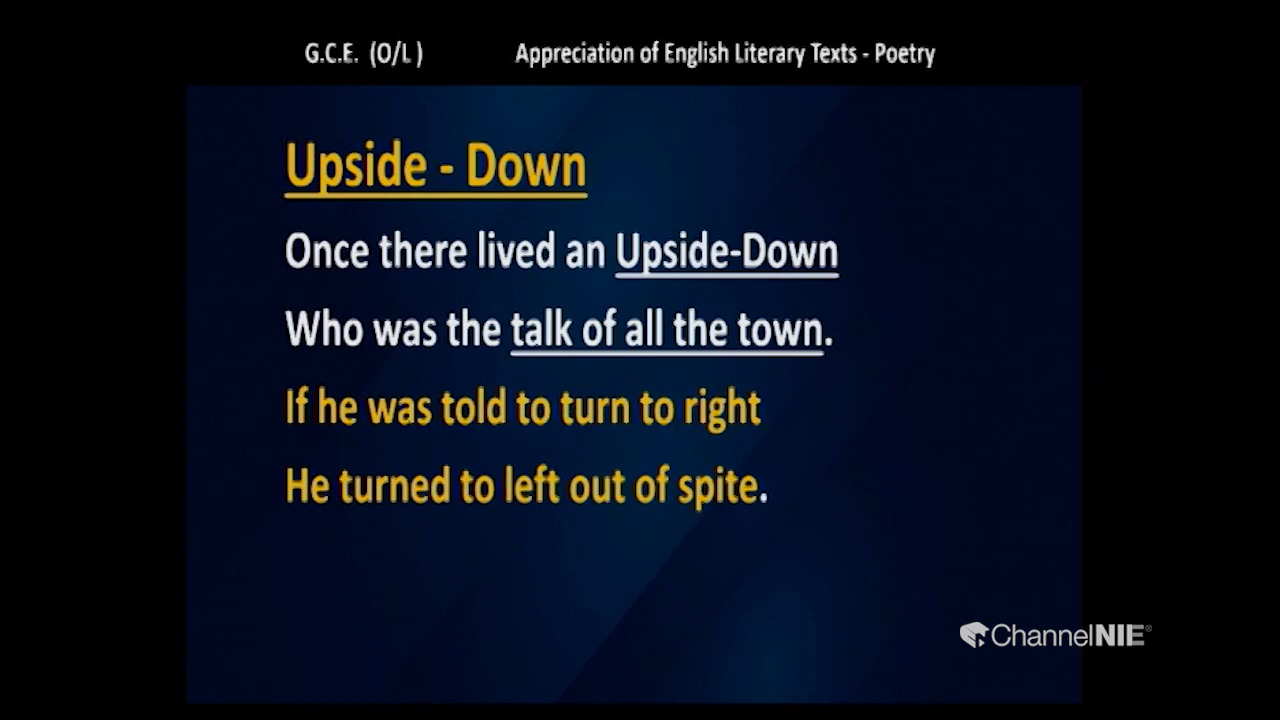 G.C.E. (O/L ) Appreciation of English Literary Texts - Poetry
Upside - Down
Once there lived an Upside-Down
Who was the talk of all the town.
If he was told to turn to right
He turned to left out of spite.
ChannelNIE®